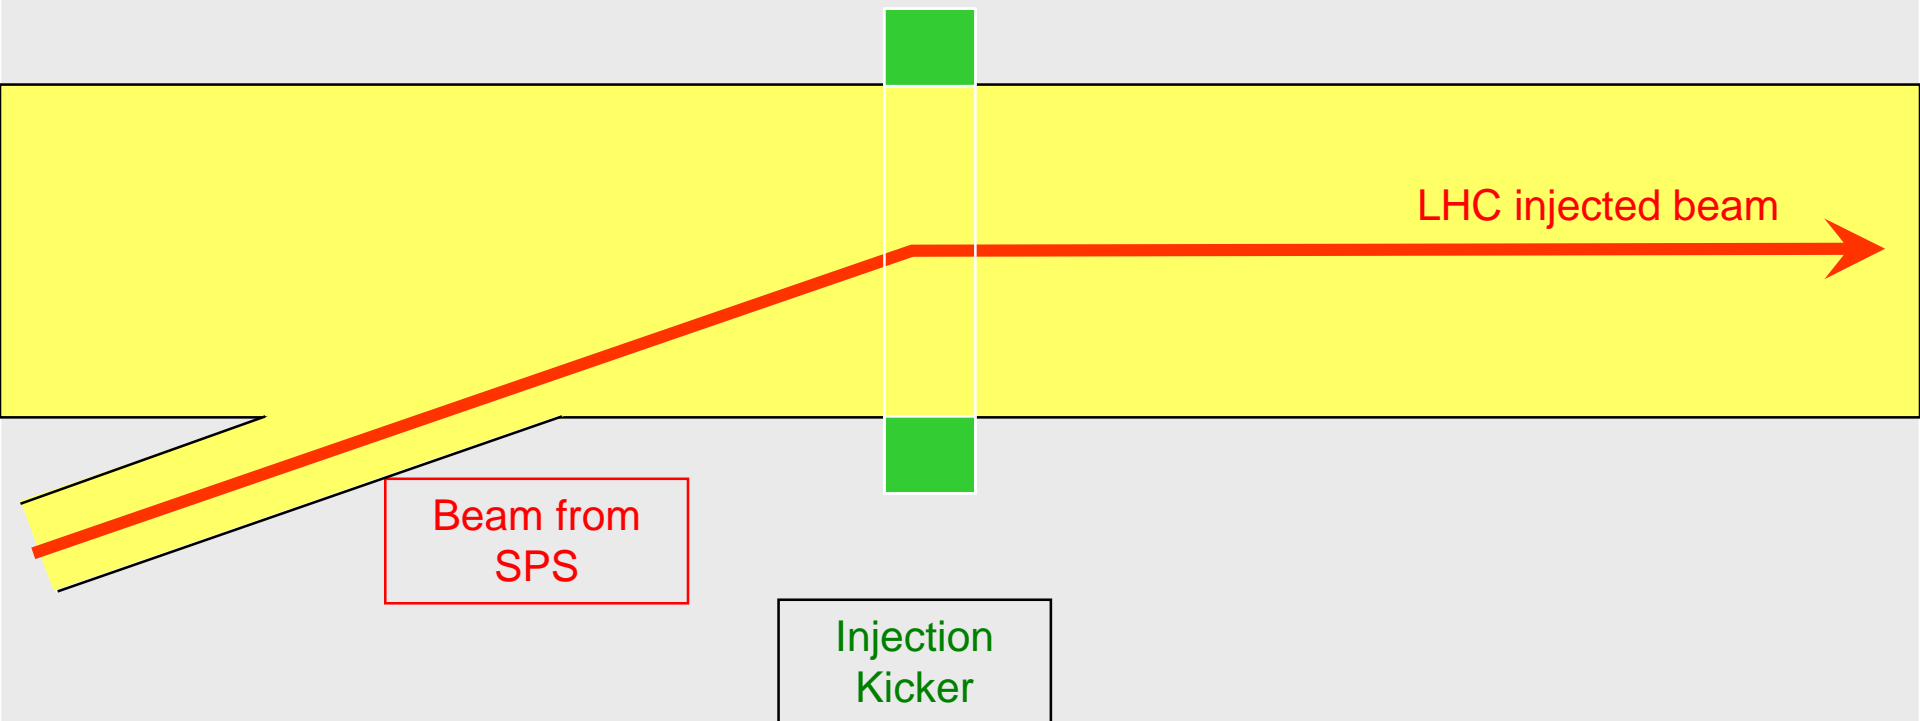 LHC injected beam
Beam from
SPS
Injection
Kicker